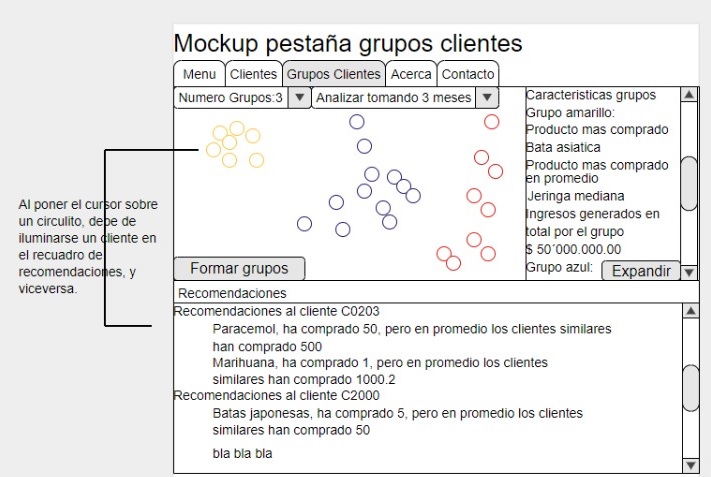 Mockup pestaña grupos clientes
Menu
Clientes
Grupos Clientes
Acerca
Contacto
Numero Grupos:3
Analizar tomando 3 meses
Caracteristicas grupos
Grupo amarillo:
Producto mas comprado
Bata asiatica
Producto mas comprado
en promedio
Jeringa mediana
Ingresos generados en
total por el grupo
$ 50´000.000.00
Grupo azul:
Expandir
Al poner el cursor sobre
un circulito, debe de
iluminarse un cliente en
el recuadro de
recomendaciones, y
viceversa.
Formar grupos
Recomendaciones
Recomendaciones al cliente C0203
Paracemol, ha comprado 50, pero en promedio los clientes similares
han comprado 500
Marihuana, ha comprado 1, pero en promedio los clientes
similares han comprado 1000.2
Recomendaciones al cliente C2000
Batas japonesas, ha comprado 5, pero en promedio los clientes
similares han comprado 50
bla bla bla